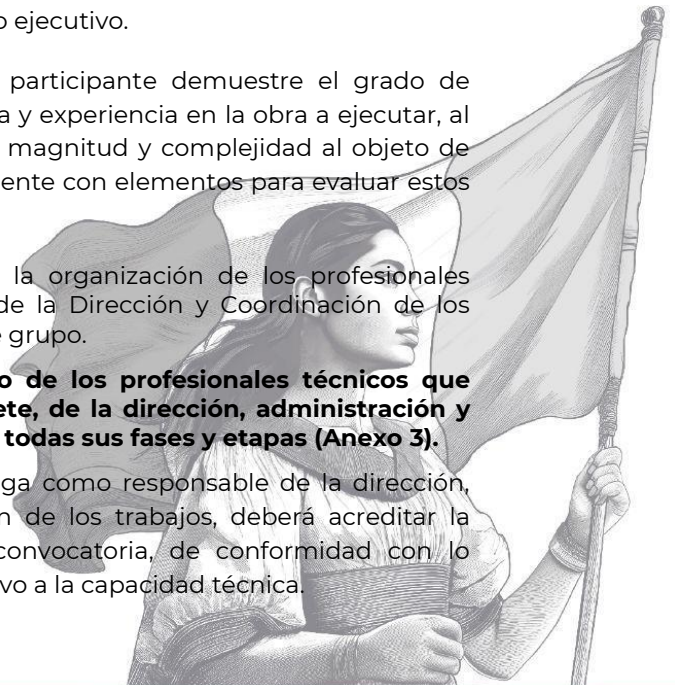 o ejecutivo.
participante demuestre el grado de
a y experiencia en la obra a ejecutar, al
magnitud y complejidad al objeto de
ente con elementos para evaluar estos
la organización de los profesionales
de la Dirección y Coordinación de los
e grupo.
o de los profesionales técnicos que
ete, de la dirección, administración y
todas sus fases y etapas (Anexo 3).
ga como responsable de la dirección,
n de los trabajos, deberá acreditar la
convocatoria, de conformidad con lo
vo a la capacidad técnica.